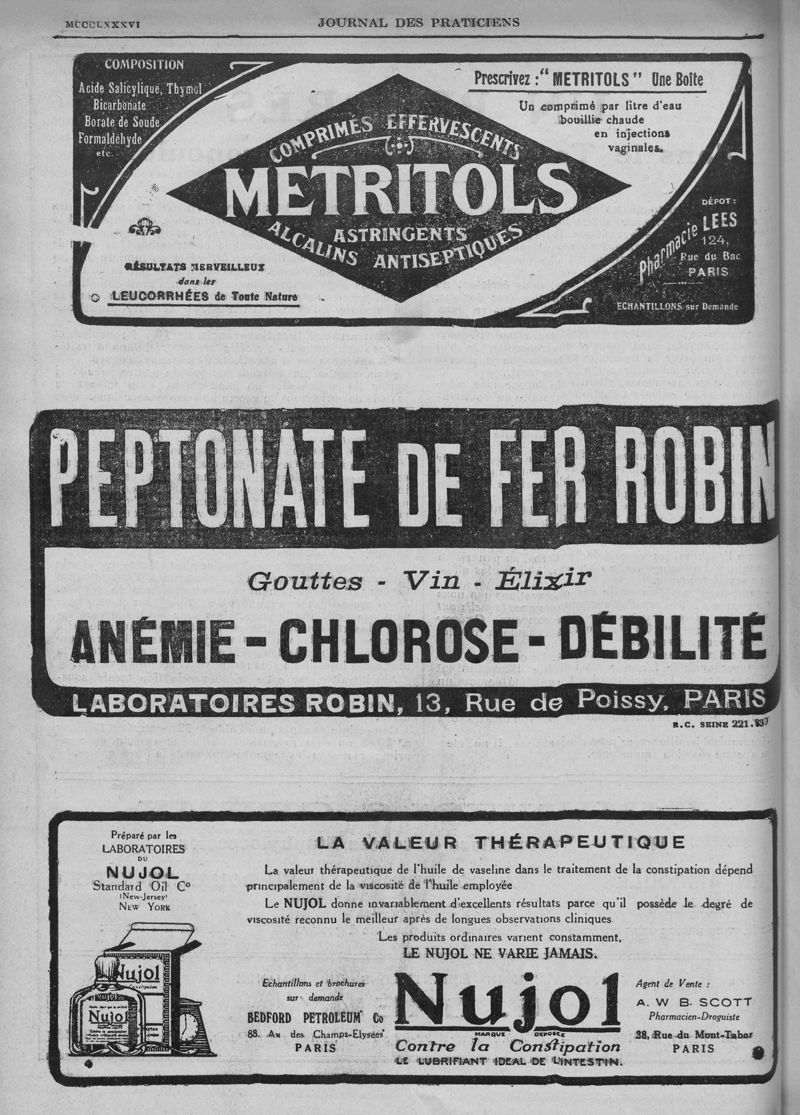 MCCCLXXXVI
JOURNAL DES PRATICIENS
COMPOSITION
Acide Salicylique, Thymol
Bicarbonate
Borate de Soude
Formaldéhyde
etc.
Prescrivez : "METRITOLS" Une Boîte
Un comprimé par litre d'eau
bouillie chaude
en injections
vaginales.
COMPRIMÉS EFFERVESCENTS
METRITOLS
ASTRINGENTS
ALCALINS ANTISEPTIQUES
RÉSULTATS MERVEILLEUX
dans les
LEUCORRHÉES de Toute Nature
DÉPOT :
Pharmacie LEES
124,
Rue du Bac
PARIS
ECHANTILLONS sur Demande
PEPTONATE DE FER ROBIN
Gouttes - Vin - Élixir
ANÉMIE - CHLOROSE - DÉBILITÉ
LABORATOIRES ROBIN, 13, Rue de Poissy, PARIS
R.C. SEINE 221.
Préparé par les
LABORATOIRES
DU
NUJOL
Standard Oil Co
(New-Jersey)
NEW YORK
Nujol
Nujol
LA VALEUR THÉRAPEUTIQUE
La valeur thérapeutique de l'huile de vaseline dans le traitement de la constipation dépend
principalement de la viscosité de l'huile employée
Le NUJOL donne invariablement d'excellents résultats parce qu'il possède le degré de
viscosité reconnu le meilleur après de longues observations cliniques
Les produits ordinaires varient constamment,
LE NUJOL NE VARIE JAMAIS.
Echantillons et brochures
sur demande
BEDFORD PETROLEUM Co
88. Av des Champs-Elysées
PARIS
Nujol
MARQUE DÉPOSÉE
Contre la Constipation
LE LUBRIFIANT IDEAL DE L'INTESTIN.
Agent de Vente :
A. W B. SCOTT
Pharmacien-Droguiste
38, Rue du Mont-Tabor
PARIS